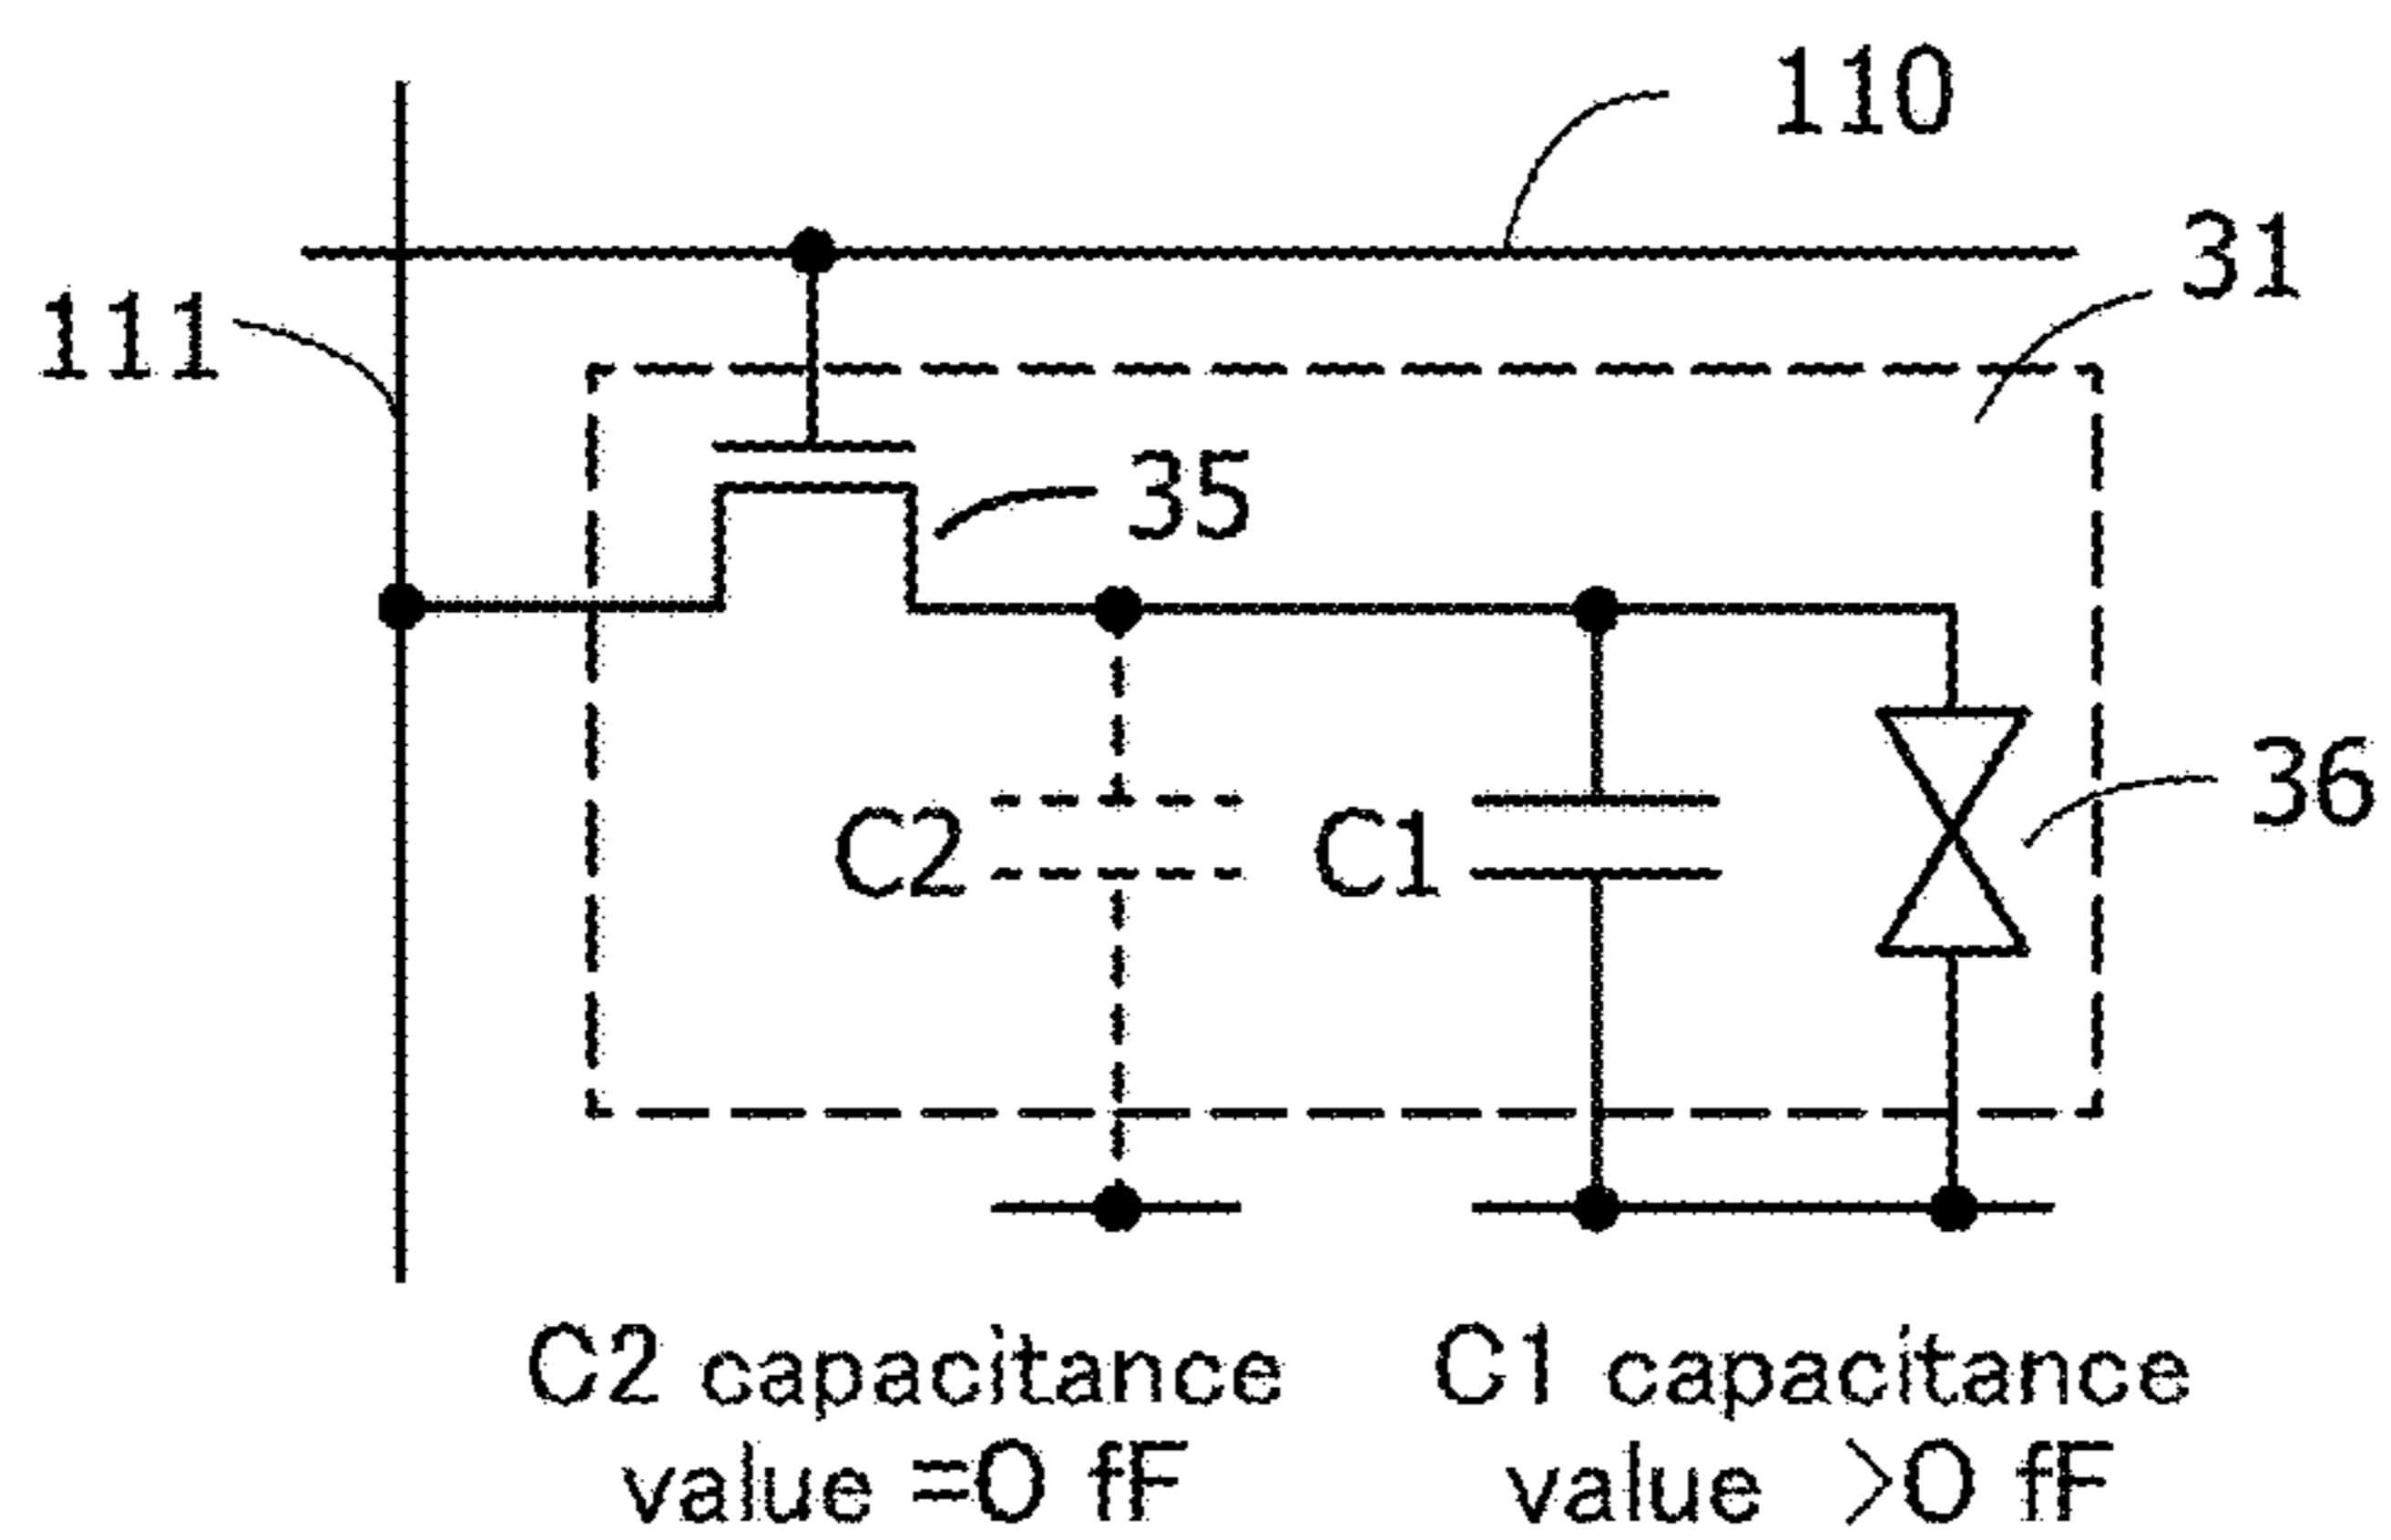 110
31
111
35
36
C2
C1
C2 capacitance
value =0 fF
C1 capacitance
value >0 fF